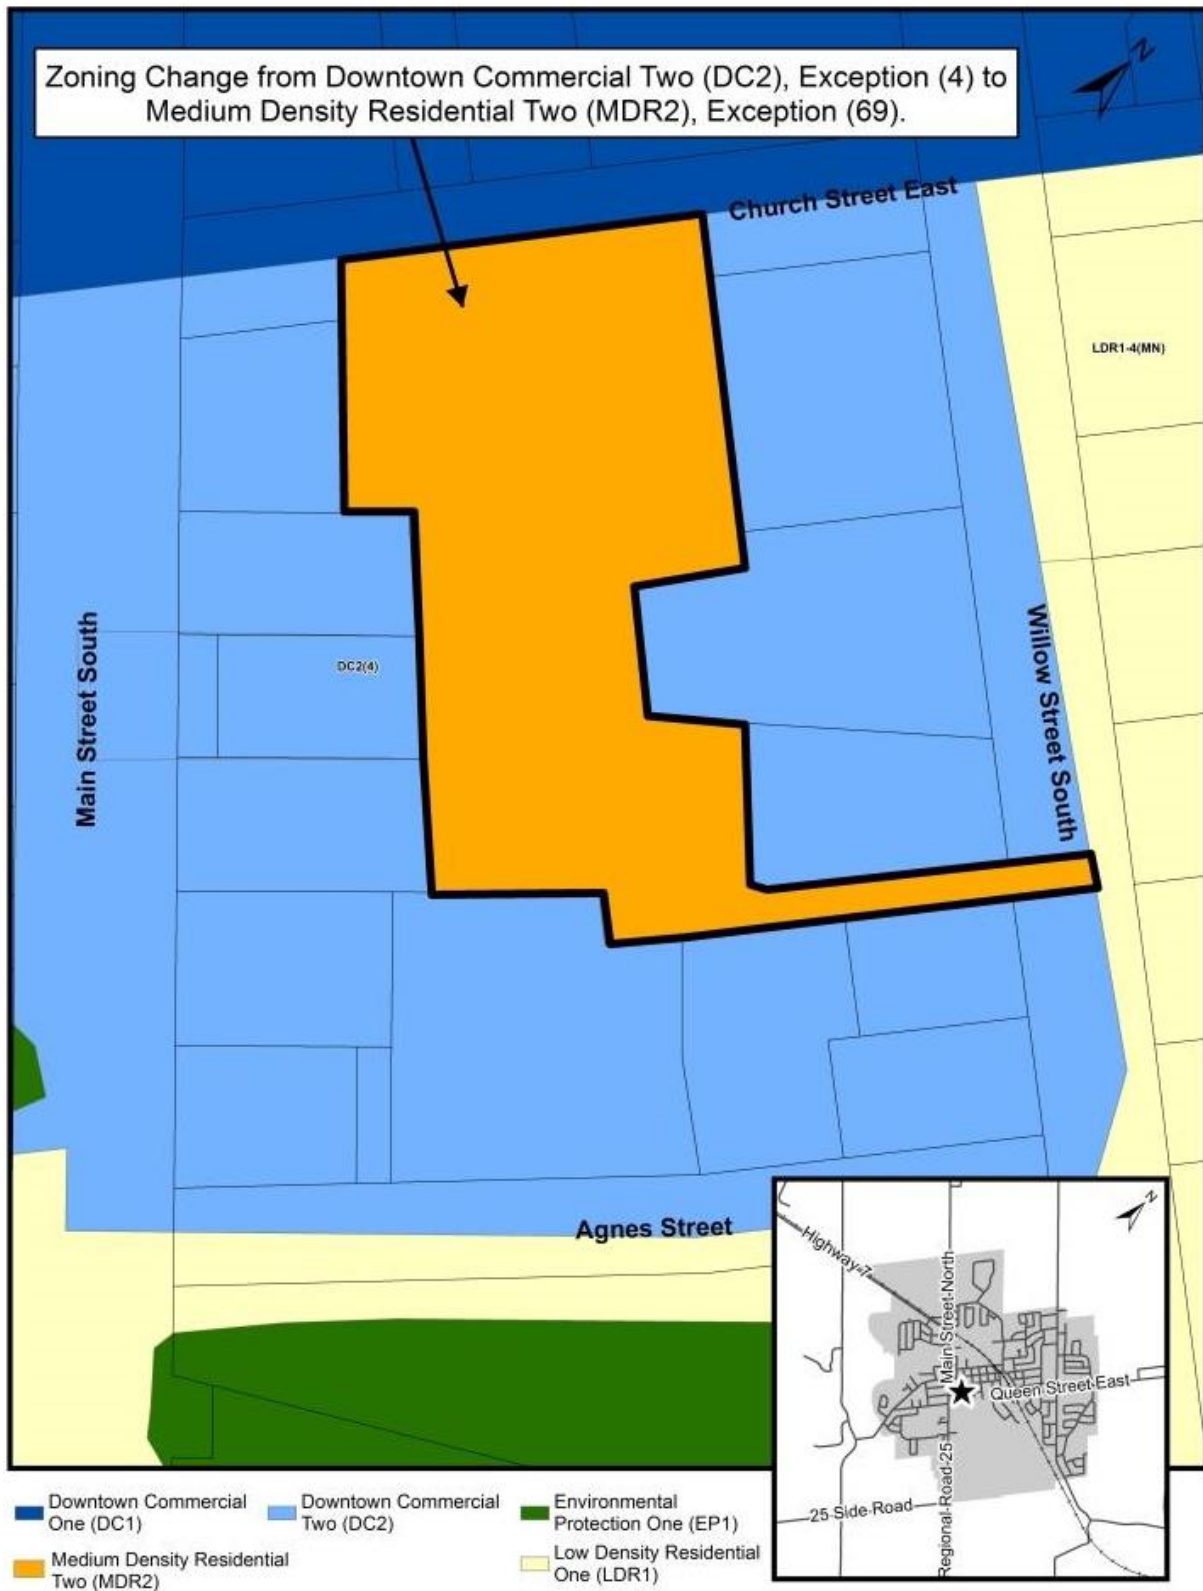 Zoning Change from Downtown Commercial Two (DC2), Exception (4) to
Medium Density Residential Two (MDR2), Exception (69).
N
Church Street East
LDR1-4(MN)
Main Street South
DC2(4)
Willow Street South
Agnes Street
N
Highway 7
Main Street North
Queen Street East
Regional Road 25
25 Side Road
Downtown Commercial
One (DC1)
Downtown Commercial
Two (DC2)
Environmental
Protection One (EP1)
Medium Density Residential
Two (MDR2)
Low Density Residential
One (LDR1)